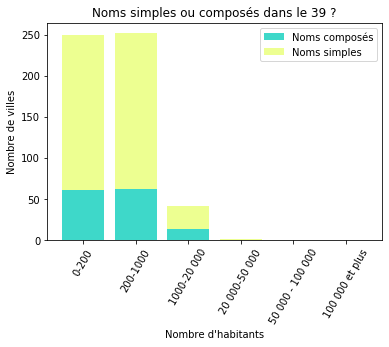 Noms simples ou composés dans le 39 ?
Noms composés
Noms simples
Nombre de villes
250
200
150
100
50
0
0-200
200-1000
1000-20 000
20 000-50 000
50 000 - 100 000
100 000 et plus
Nombre d'habitants